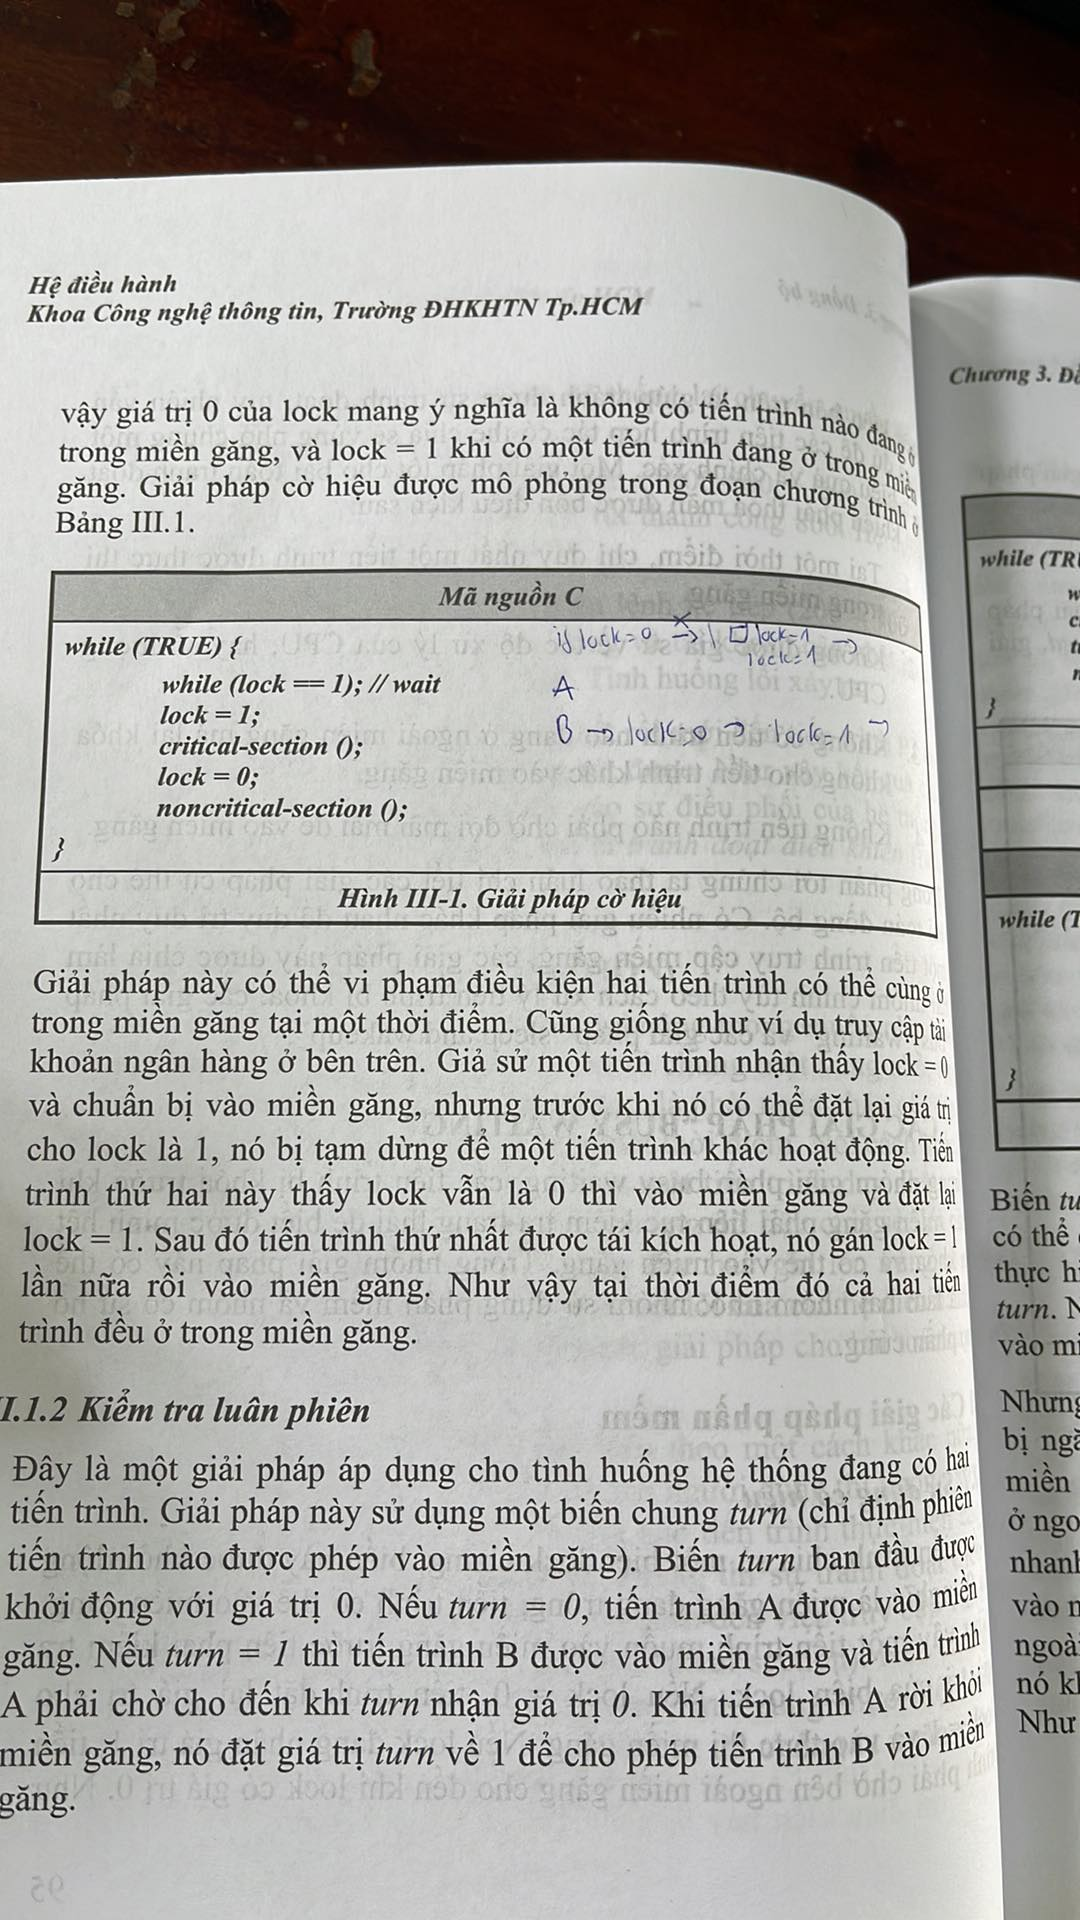 Hệ điều hành
Khoa Công nghệ thông tin, Trường ĐHKHTN Tp.HCM
vậy giá trị 0 của lock mang ý nghĩa là không có tiến trình nào đang ở
trong miền găng, và lock = 1 khi có một tiến trình đang ở trong miền
găng. Giải pháp cờ hiệu được mô phỏng trong đoạn chương trình ở
Bảng III.1.
Mã nguồn C
while (TRUE) {
while (lock == 1); // wait
lock = 1;
critical-section ();
lock = 0;
noncritical-section ();
}
is lock=0 → | lock=1 →
lock=1
A
B → lock=0 → lock=1 →
Hình III-1. Giải pháp cờ hiệu
Giải pháp này có thể vi phạm điều kiện hai tiến trình có thể cùng ở
trong miền găng tại một thời điểm. Cũng giống như ví dụ truy cập tài
khoản ngân hàng ở bên trên. Giả sử một tiến trình nhận thấy lock = 0
và chuẩn bị vào miền găng, nhưng trước khi nó có thể đặt lại giá trị
cho lock là 1, nó bị tạm dừng để một tiến trình khác hoạt động. Tiến
trình thứ hai này thấy lock vẫn là 0 thì vào miền găng và đặt lại
lock = 1. Sau đó tiến trình thứ nhất được tái kích hoạt, nó gán lock = 1
lần nữa rồi vào miền găng. Như vậy tại thời điểm đó cả hai tiến
trình đều ở trong miền găng.
I.1.2 Kiểm tra luân phiên
Đây là một giải pháp áp dụng cho tình huống hệ thống đang có hai
tiến trình. Giải pháp này sử dụng một biến chung turn (chỉ định phiên
tiến trình nào được phép vào miền găng). Biến turn ban đầu được
khởi động với giá trị 0. Nếu turn = 0, tiến trình A được vào miền
găng. Nếu turn = 1 thì tiến trình B được vào miền găng và tiến trình
A phải chờ cho đến khi turn nhận giá trị 0. Khi tiến trình A rời khỏi
miền găng, nó đặt giá trị turn về 1 để cho phép tiến trình B vào miền
găng.
Chương 3. Đ
while (TR
}
while (T
}
Biến tu
có thể
thực h
turn. N
vào mi
Nhưng
bị ng
miền
ở ngo
nhanh
vào
ngoà
nó k
Như